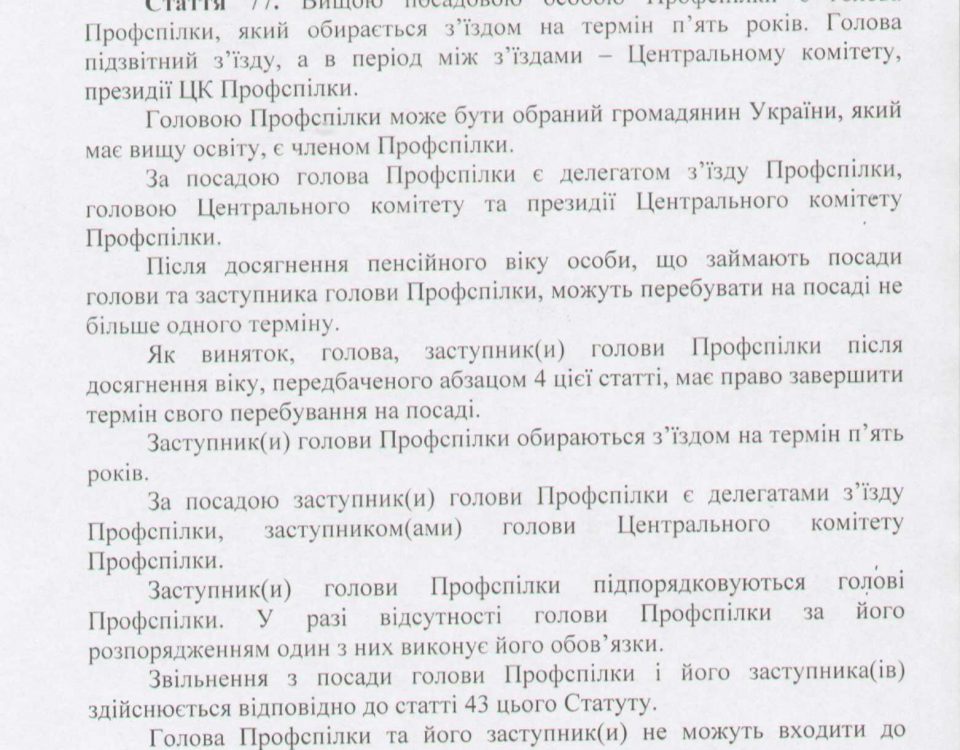 Стаття 77. Вищою посадовою особою Профспілки є Голова
Профспілки, який обирається з’їздом на термін п’ять років. Голова
підзвітний з’їзду, а в період між з’їздами – Центральному комітету,
президії ЦК Профспілки.
Головою Профспілки може бути обраний громадянин України, який
має вищу освіту, є членом Профспілки.
За посадою голова Профспілки є делегатом з’їзду Профспілки,
головою Центрального комітету та президії Центрального комітету
Профспілки.
Після досягнення пенсійного віку особи, що займають посади
голови та заступника голови Профспілки, можуть перебувати на посаді не
більше одного терміну.
Як виняток, голова, заступник(и) голови Профспілки після
досягнення віку, передбаченого абзацом 4 цієї статті, має право завершити
термін свого перебування на посаді.
Заступник(и) голови Профспілки обираються з’їздом на термін п’ять
років.
За посадою заступник(и) голови Профспілки є делегатами з’їзду
Профспілки, заступником(ами) голови Центрального комітету
Профспілки.
Заступник(и) голови Профспілки підпорядковуються голові
Профспілки. У разі відсутності голови Профспілки за його
розпорядженням один з них виконує його обов’язки.
Звільнення з посади голови Профспілки і його заступника(ів)
здійснюється відповідно до статті 43 цього Статуту.
Голова Профспілки та його заступник(и) не можуть входити до